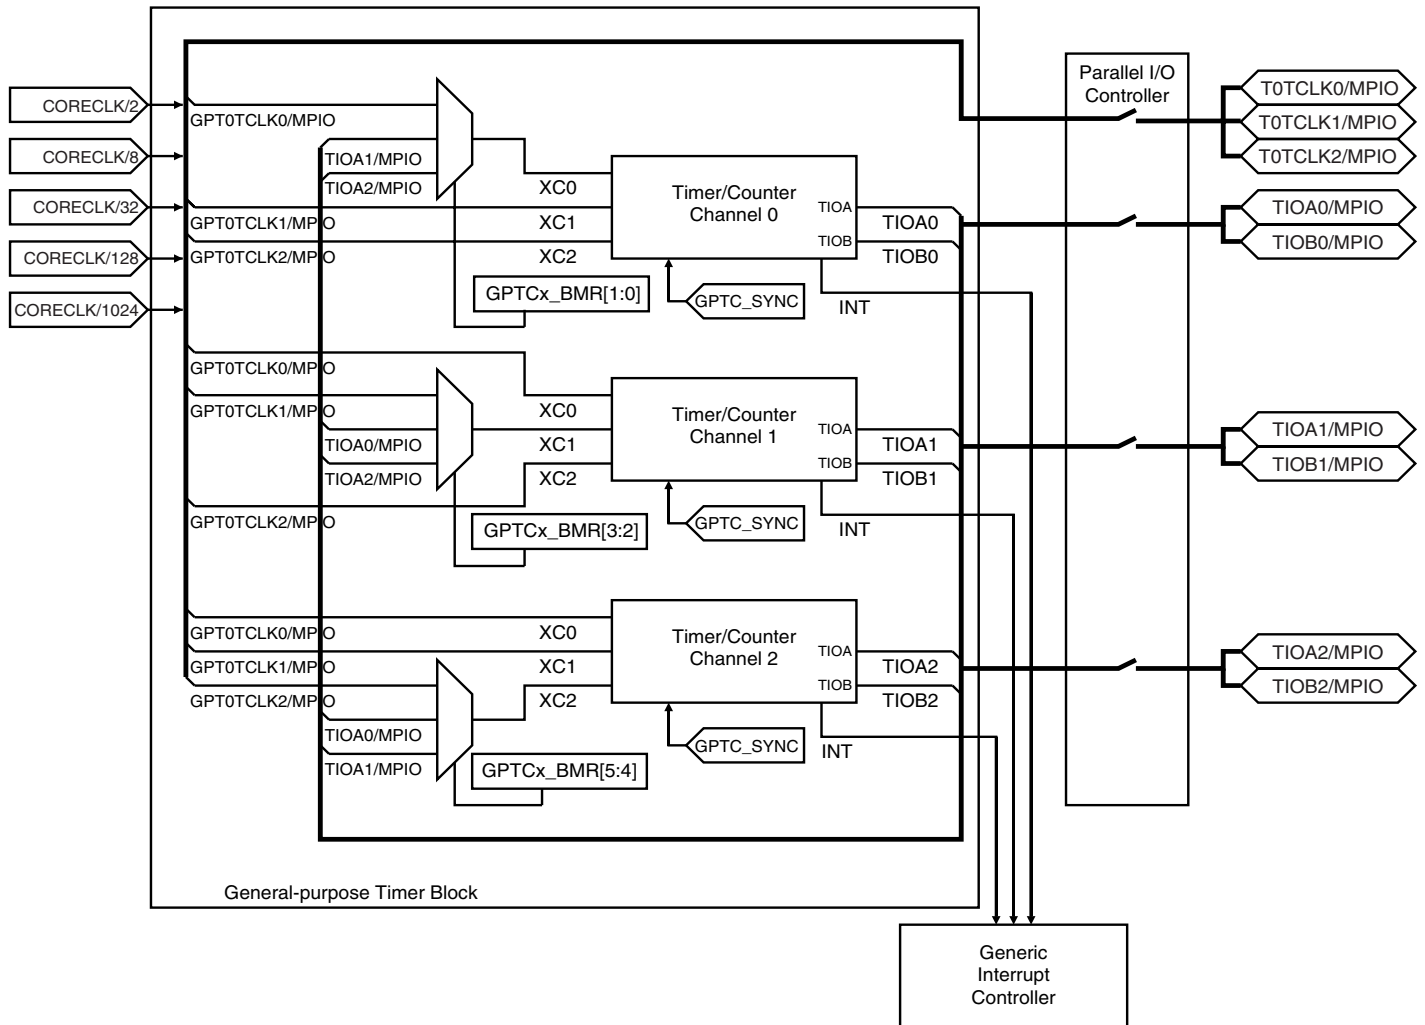 Parallel I/O
Controller
CORECLK/2
CORECLK/8
CORECLK/32
CORECLK/128
CORECLK/1024
GPT0TCLK0/MPIO
TIOA1/MPIO
TIOA2/MPIO
GPT0TCLK1/MPIO
GPT0TCLK2/MPIO
XC0
XC1
XC2
Timer/Counter
Channel 0
TIOA
TIOB
TIOA0
TIOB0
GPTCx_BMR[1:0]
GPTC_SYNC
INT
T0TCLK0/MPIO
T0TCLK1/MPIO
T0TCLK2/MPIO
TIOA0/MPIO
TIOB0/MPIO
GPT0TCLK0/MPIO
GPT0TCLK1/MPIO
TIOA0/MPIO
TIOA2/MPIO
GPT0TCLK2/MPIO
XC0
XC1
XC2
Timer/Counter
Channel 1
TIOA
TIOB
TIOA1
TIOB1
GPTCx_BMR[3:2]
GPTC_SYNC
INT
TIOA1/MPIO
TIOB1/MPIO
GPT0TCLK0/MPIO
GPT0TCLK1/MPIO
GPT0TCLK2/MPIO
TIOA0/MPIO
TIOA1/MPIO
XC0
XC1
XC2
Timer/Counter
Channel 2
TIOA
TIOB
TIOA2
TIOB2
GPTCx_BMR[5:4]
GPTC_SYNC
INT
TIOA2/MPIO
TIOB2/MPIO
General-purpose Timer Block
Generic
Interrupt
Controller